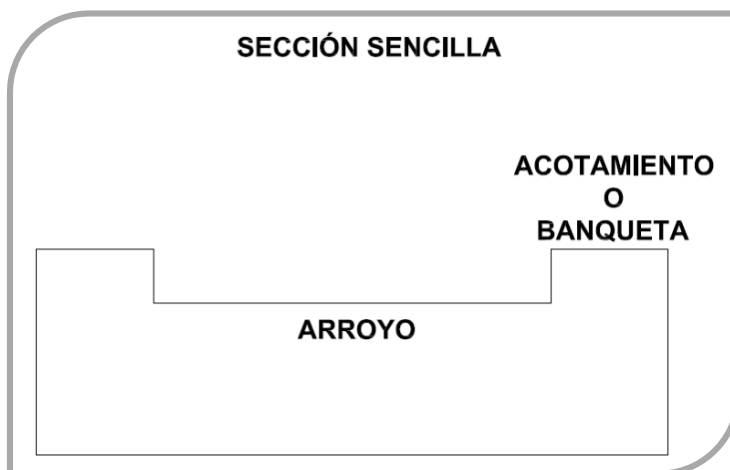 SECCIÓN SENCILLA
ACOTAMIENTO
O
BANQUETA
ARROYO